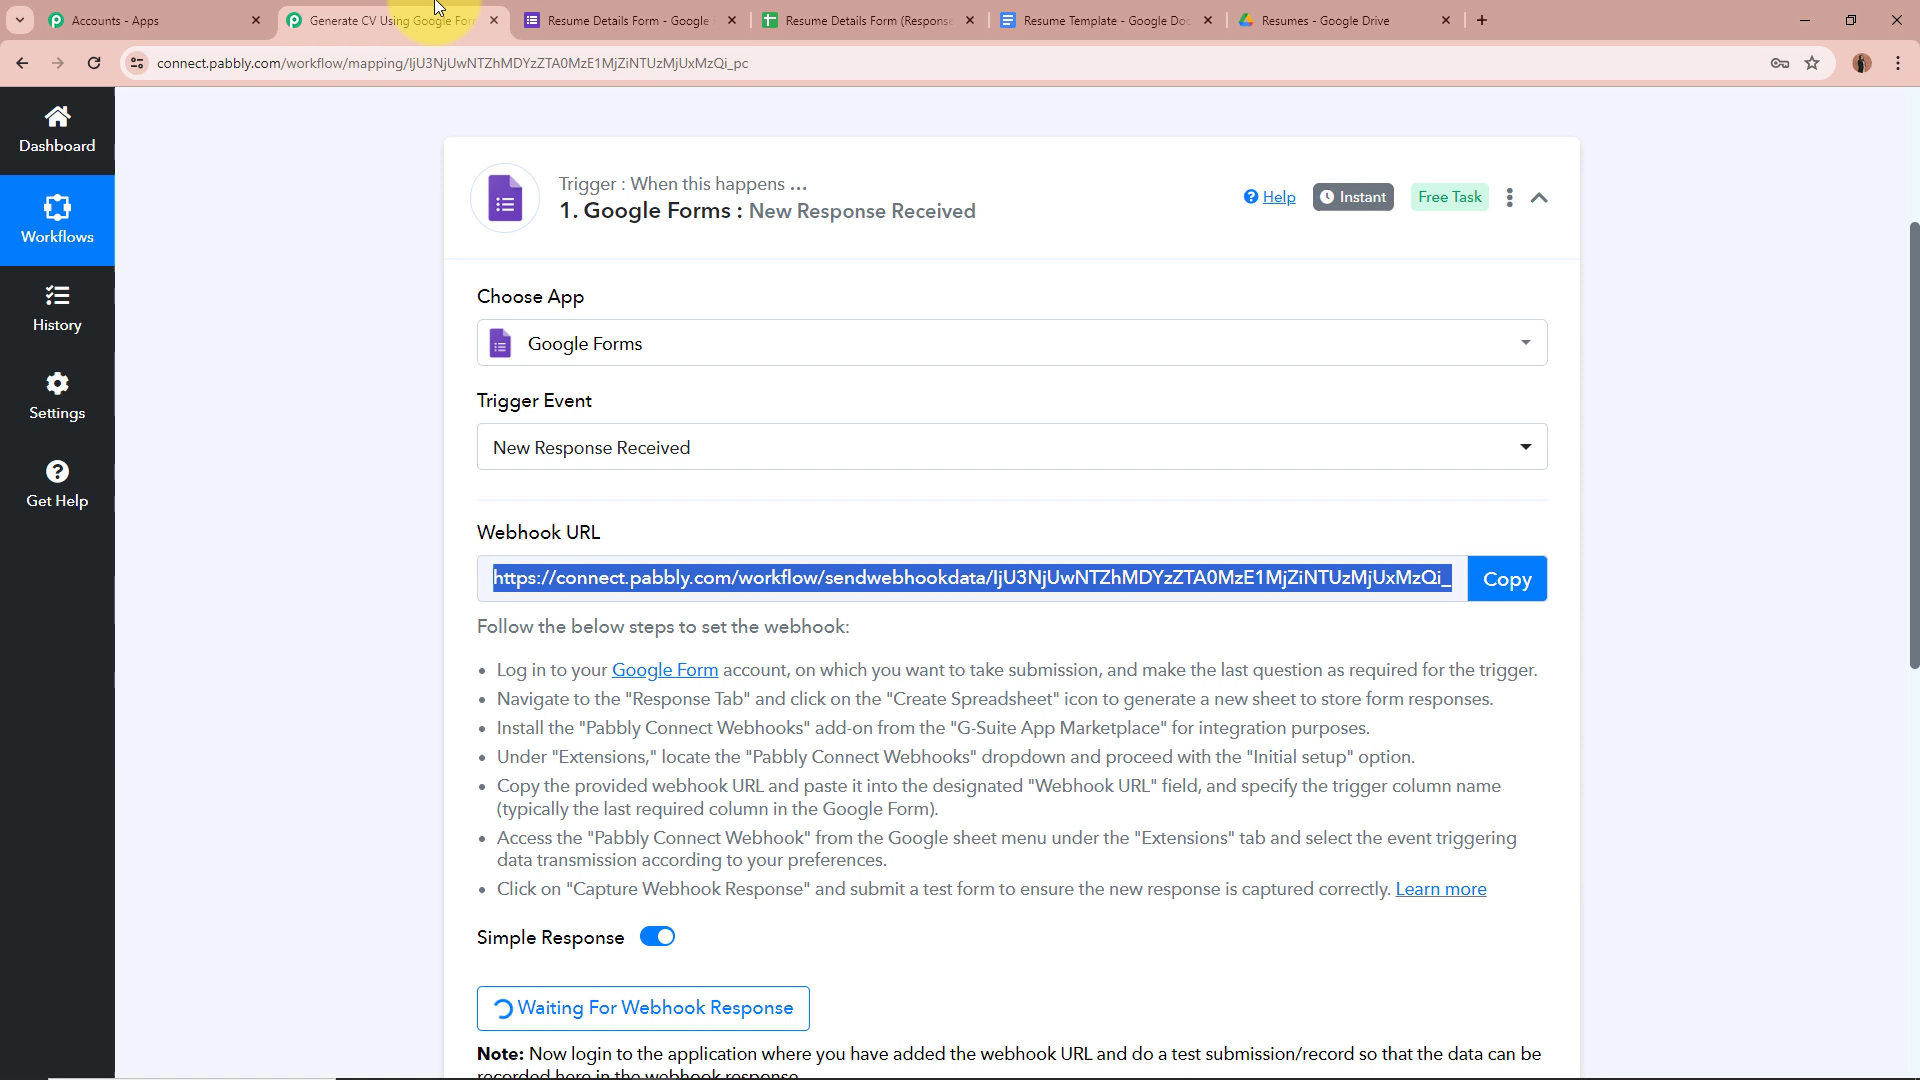 Accounts - Apps
Generate CV Using Google For
Resume Details Form - Google
Resume Details Form (Response
Resume Template - Google Doc
Resumes - Google Drive
connect.pabbly.com/workflow/mapping/IjU3NjUwNTZhMDYzZTA0MzE1MjZiNTUzMjUxMzQi_pc
Dashboard
Workflows
History
Settings
Get Help
Trigger : When this happens ...
1. Google Forms : New Response Received
Help
Instant
Free Task
Choose App
Google Forms
Trigger Event
New Response Received
Webhook URL
https://connect.pabbly.com/workflow/sendwebhookdata/IjU3NjUwNTZhMDYzZTA0MzE1MjZiNTUzMjUxMzQi_
Copy
Follow the below steps to set the webhook:
• Log in to your Google Form account, on which you want to take submission, and make the last question as required for the trigger.
• Navigate to the "Response Tab" and click on the "Create Spreadsheet" icon to generate a new sheet to store form responses.
• Install the "Pabbly Connect Webhooks" add-on from the "G-Suite App Marketplace" for integration purposes.
• Under "Extensions," locate the "Pabbly Connect Webhooks" dropdown and proceed with the "Initial setup" option.
• Copy the provided webhook URL and paste it into the designated "Webhook URL" field, and specify the trigger column name
(typically the last required column in the Google Form).
• Access the "Pabbly Connect Webhook" from the Google sheet menu under the "Extensions" tab and select the event triggering
data transmission according to your preferences.
• Click on "Capture Webhook Response" and submit a test form to ensure the new response is captured correctly. Learn more
Simple Response
Waiting For Webhook Response
Note: Now login to the application where you have added the webhook URL and do a test submission/record so that the data can be
recorded here in the webhook response.